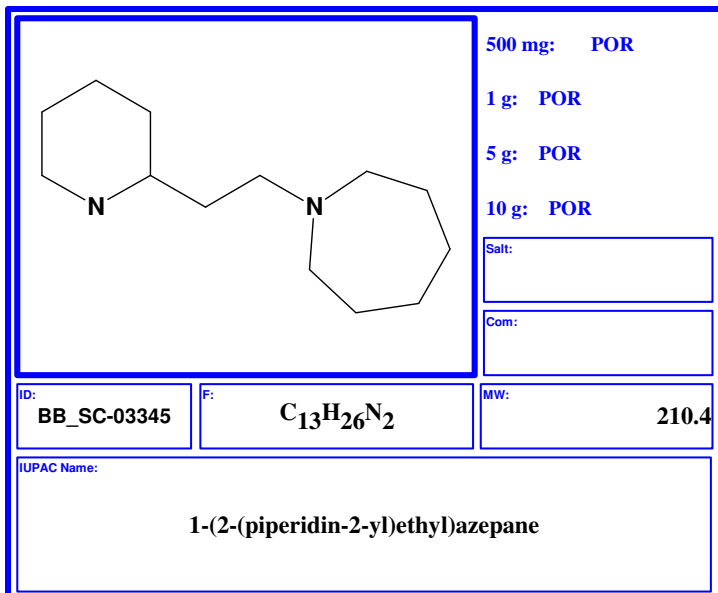 N
N
500 mg: POR
1 g: POR
5 g: POR
10 g: POR
Salt:
Com:
ID:
BB_SC-03345
F:
C13H26N2
MW:
210.4
IUPAC Name:
1-(2-(piperidin-2-yl)ethyl)azepane